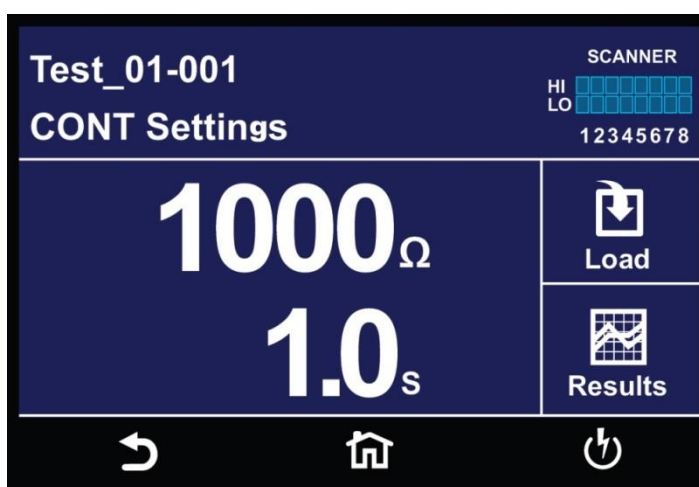 Test_01-001
CONT Settings
SCANNER
HI
LO
12345678
1000Ω
1.0s
Load
Results